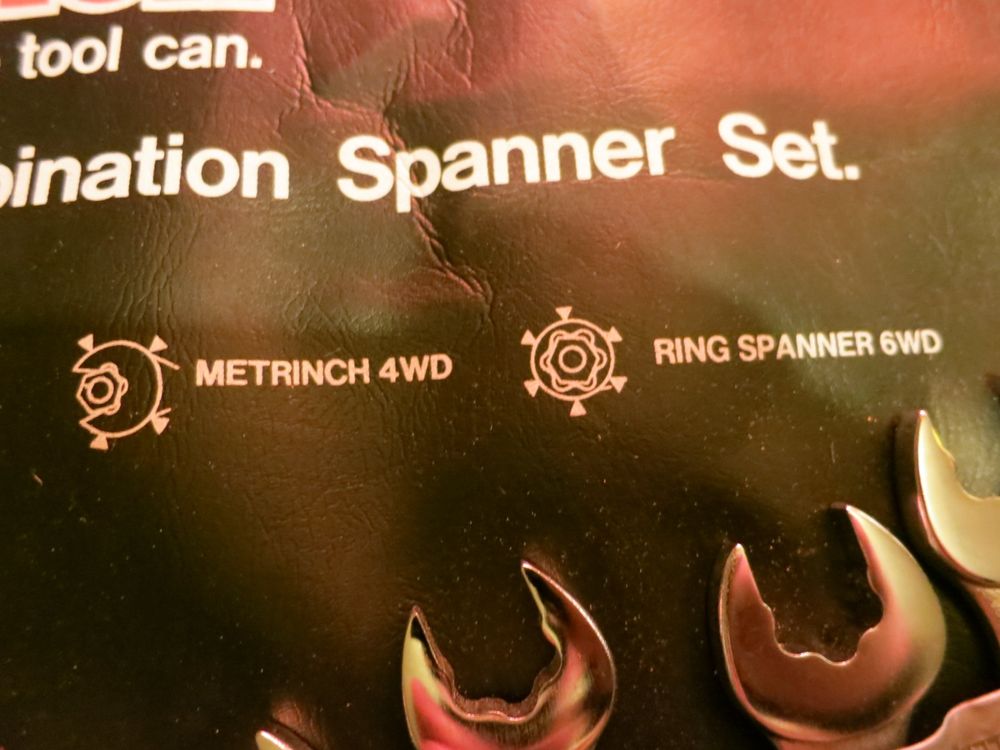 tool can.
bination Spanner Set.
METRINCH 4WD
RING SPANNER 6WD